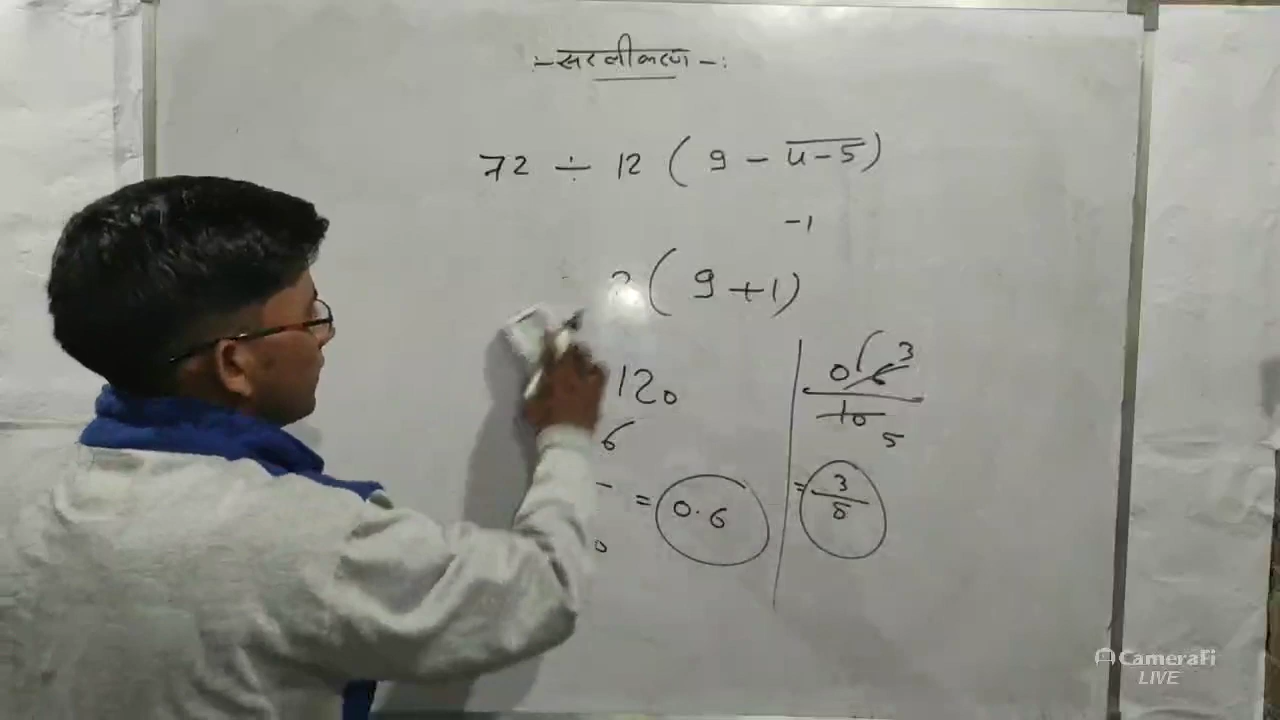 :- सरलीकरण -:
72 ÷ 12 ( 9 - 4 - 5 )
-1
( 9 + 1 )
120
6
= 0.6
0 6 3
10 5
= 3/5
CameraFi
LIVE